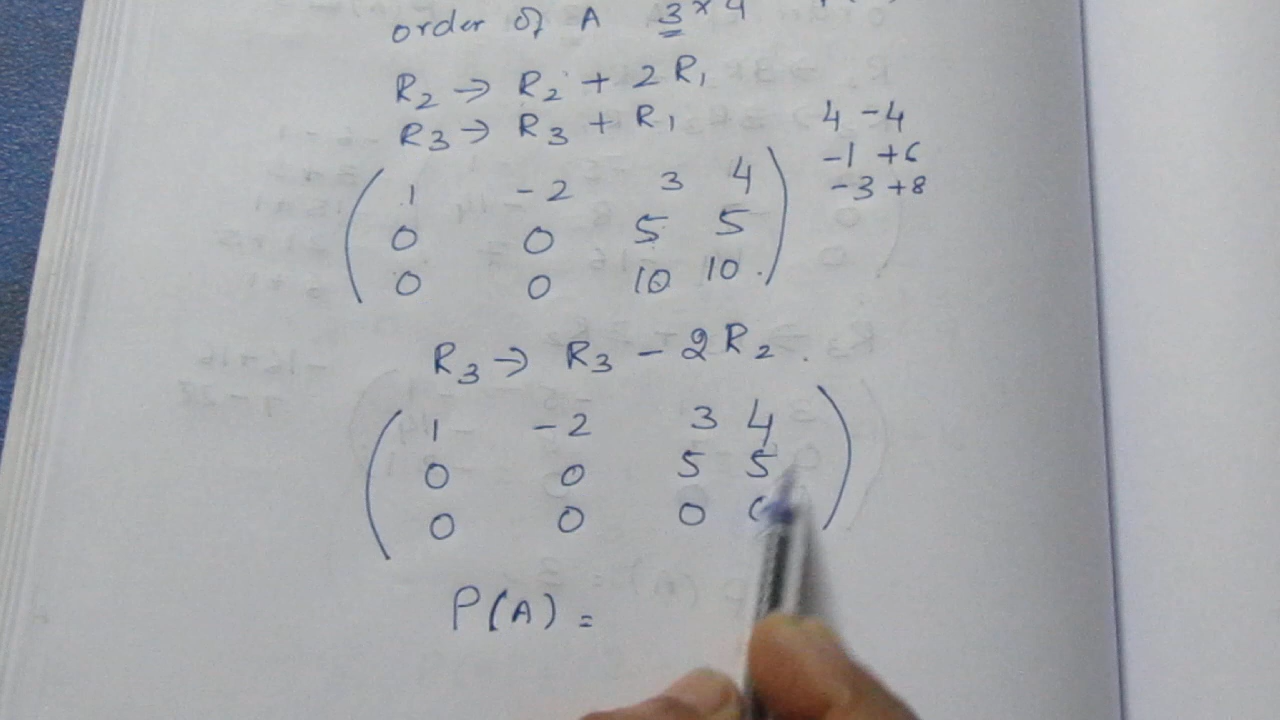 order of A 3 × 4
R2 → R2 + 2R1
R3 → R3 + R1 4 -4
-1 +6
1 -2 3 4 -3 +8
0 0 5 5
0 0 10 10 .
R3 → R3 - 2R2 .
1 -2 3 4
0 0 5 5
0 0 0
P(A) =